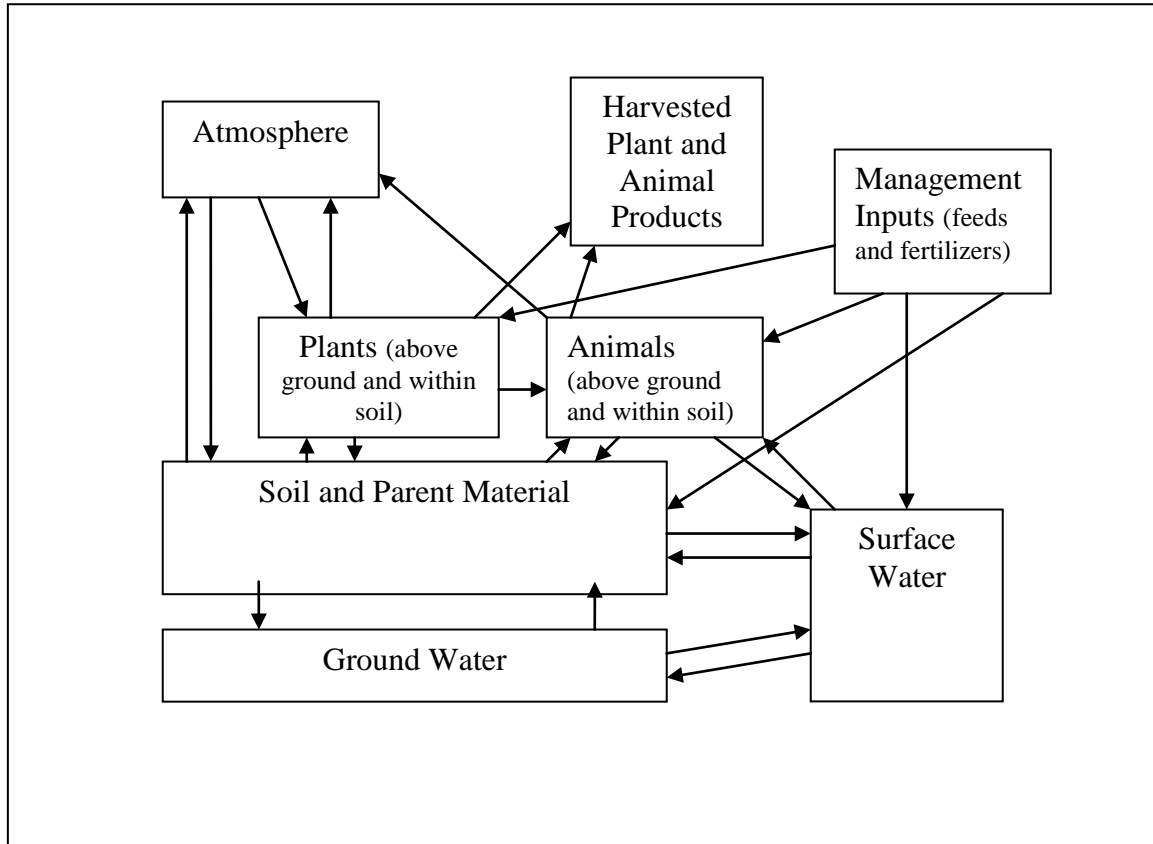 Atmosphere
Harvested
Plant and
Animal
Products
Management
Inputs (feeds
and fertilizers)
Plants (above
ground and within
soil)
Animals
(above ground
and within soil)
Soil and Parent Material
Surface
Water
Ground Water